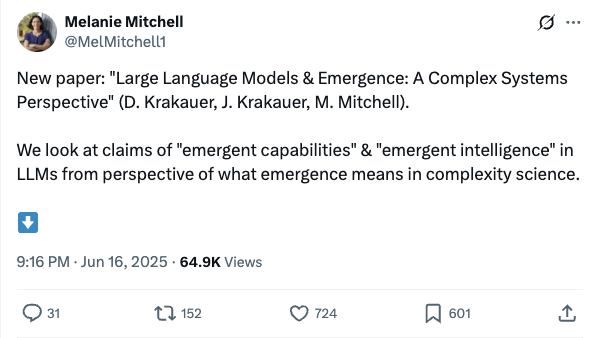 Melanie Mitchell
@MelMitchell1
New paper: "Large Language Models & Emergence: A Complex Systems
Perspective" (D. Krakauer, J. Krakauer, M. Mitchell).
We look at claims of "emergent capabilities" & "emergent intelligence" in
LLMs from perspective of what emergence means in complexity science.
9:16 PM · Jun 16, 2025 · 64.9K Views
31 152 724 601